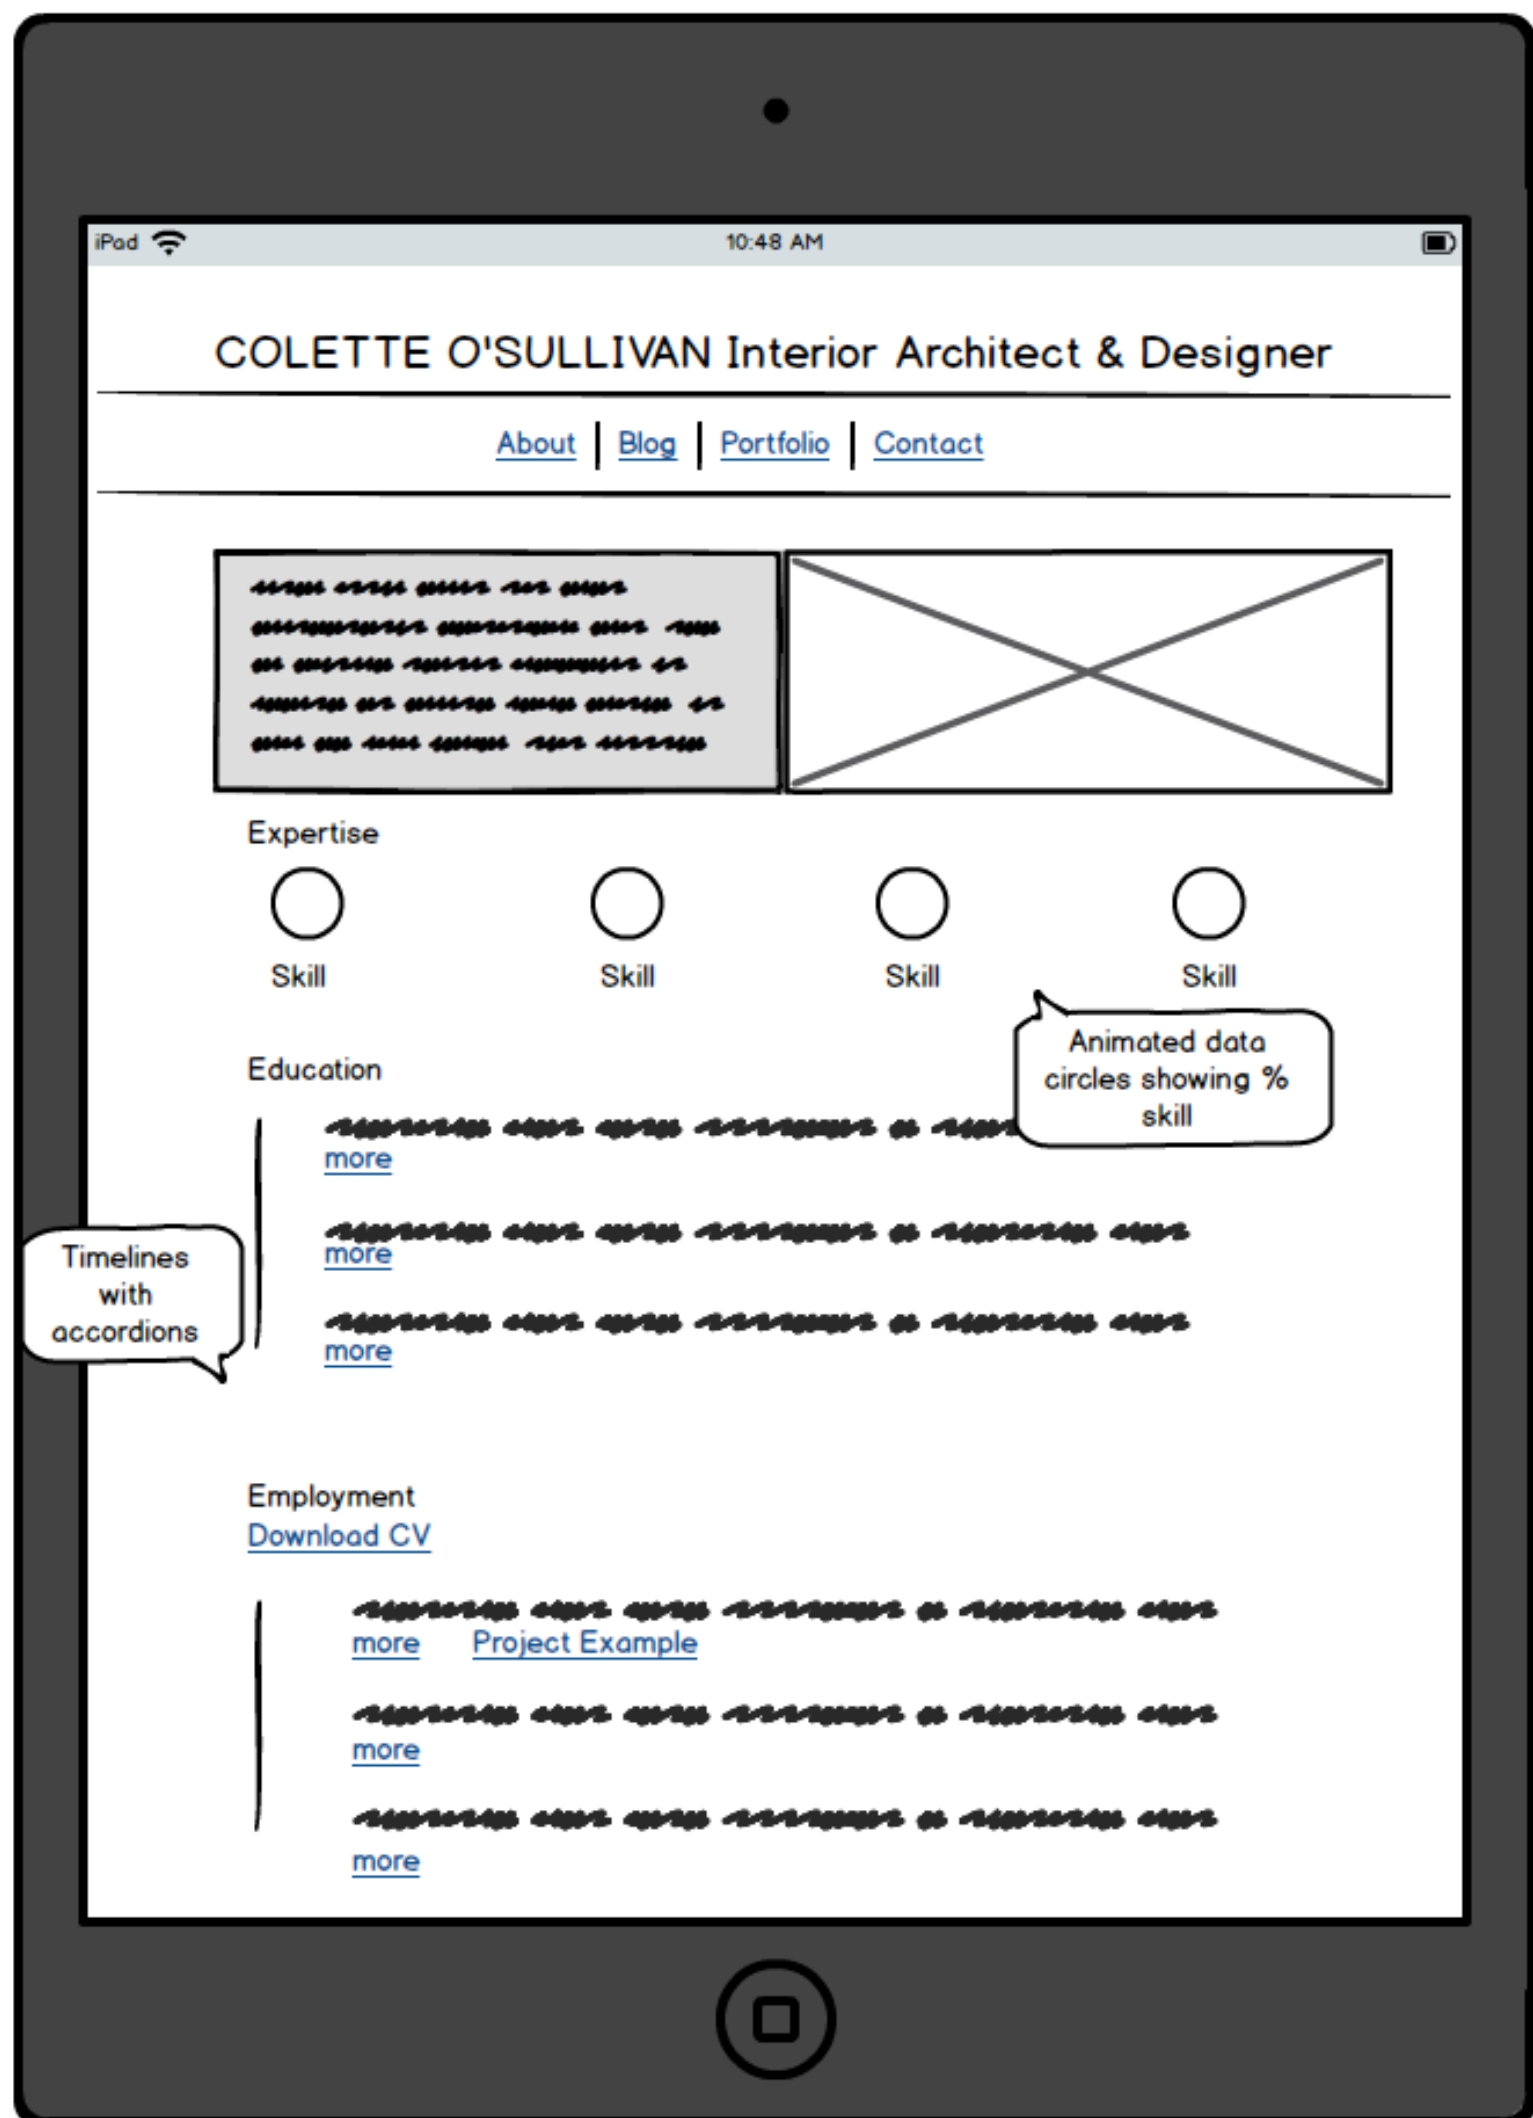 iPad 10:48 AM
COLETTE O'SULLIVAN Interior Architect & Designer
About Blog Portfolio Contact
Expertise
Skill Skill Skill Skill
Animated data
circles showing %
skill
Education
more
more
more
Timelines
with
accordions
Employment
Download CV
more Project Example
more
more